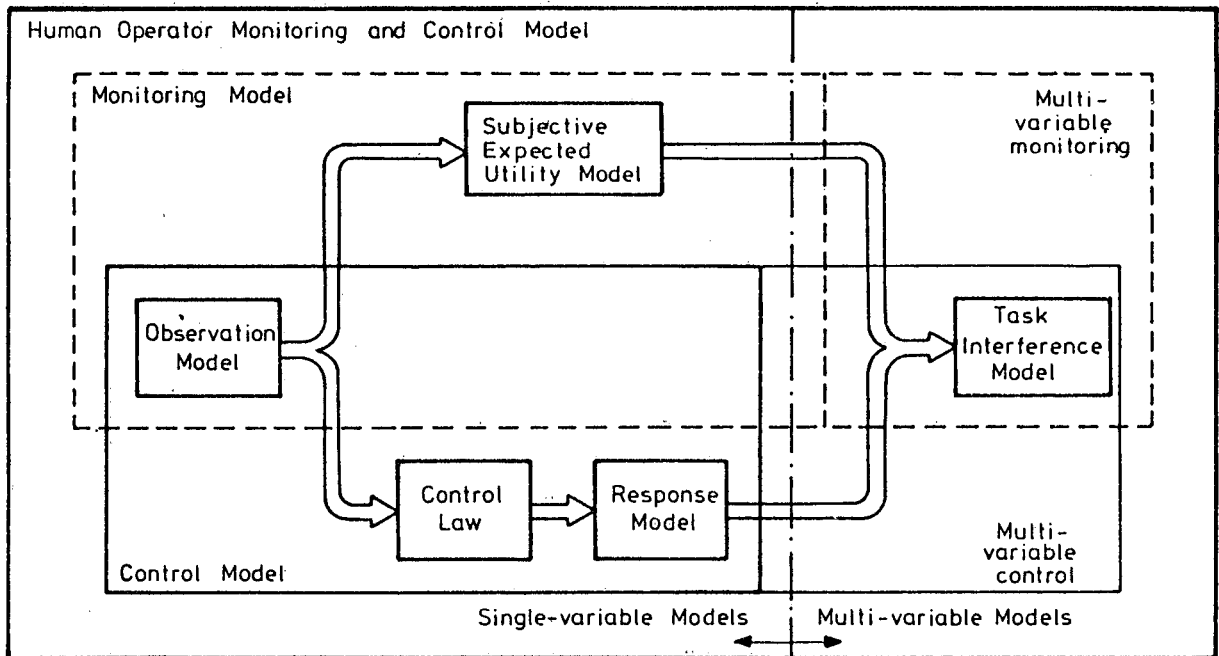 Human Operator Monitoring and Control Model
Monitoring Model
Subjective
Expected
Utility Model
Multi-
variable
monitoring
Observation
Model
Task
Interference
Model
Control
Law
Response
Model
Control Model
Multi-
variable
control
Single-variable Models
Multi-variable Models